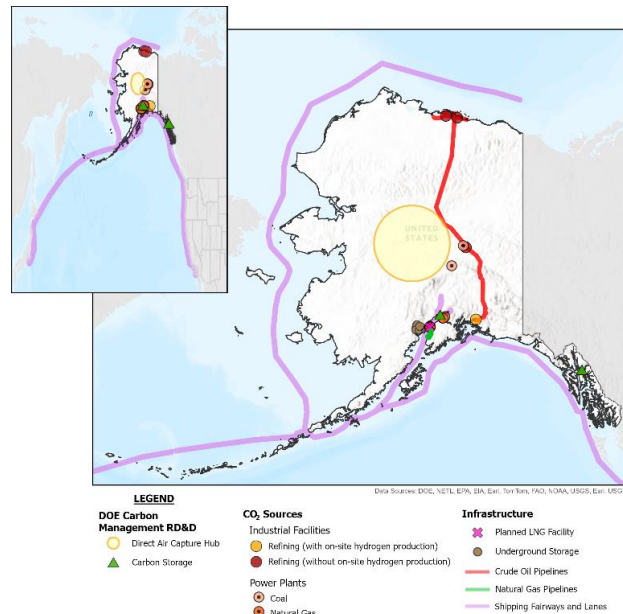 UNITED
STATES
Data Sources: DOE, NETL, EPA, EIA, Esri, TomTom, FAO, NOAA, USGS, Esri, USGS
LEGEND
DOE Carbon
Management RD&D
Direct Air Capture Hub
Carbon Storage
CO₂ Sources
Industrial Facilities
Refining (with on-site hydrogen production)
Refining (without on-site hydrogen production)
Power Plants
Coal
Natural Gas
Infrastructure
Planned LNG Facility
Underground Storage
Crude Oil Pipelines
Natural Gas Pipelines
Shipping Fairways and Lanes